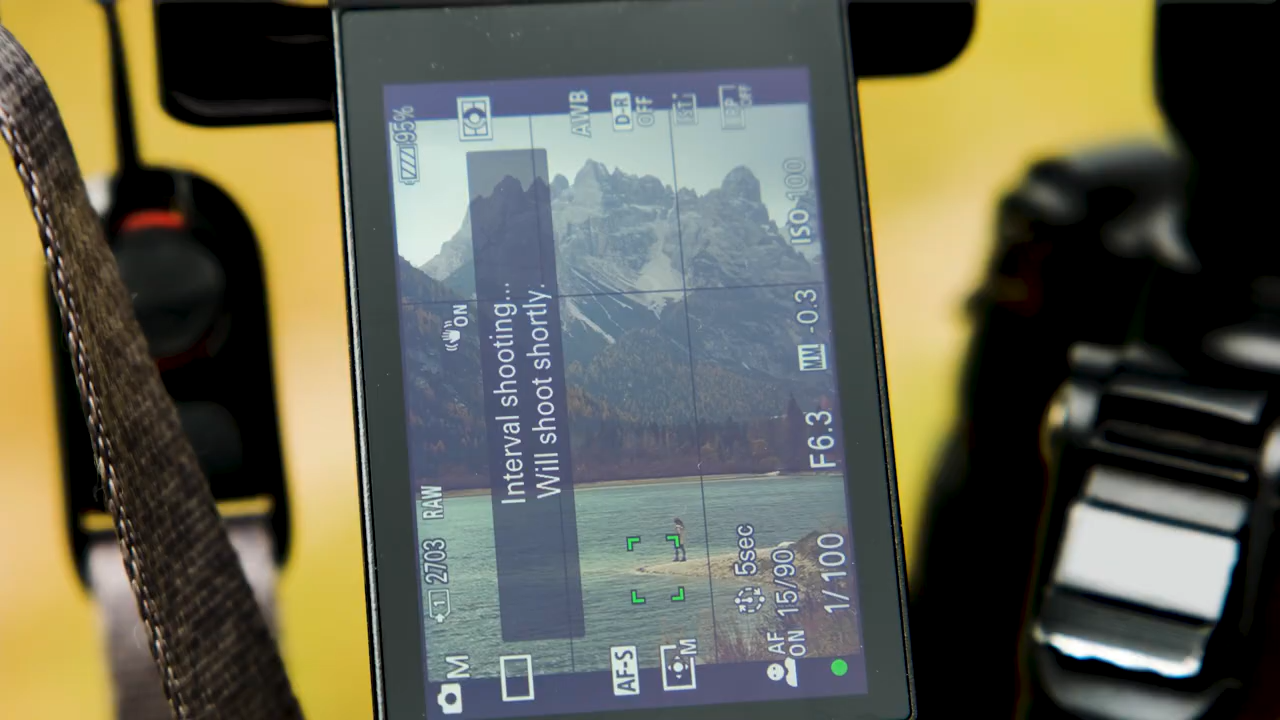 M
2703 RAW
95%
ON
Interval shooting...
Will shoot shortly.
AWB
D-R
OFF
AF-S
M
5sec
AF
ON
15/90
1/100
F6.3
MM -0.3
ISO 100